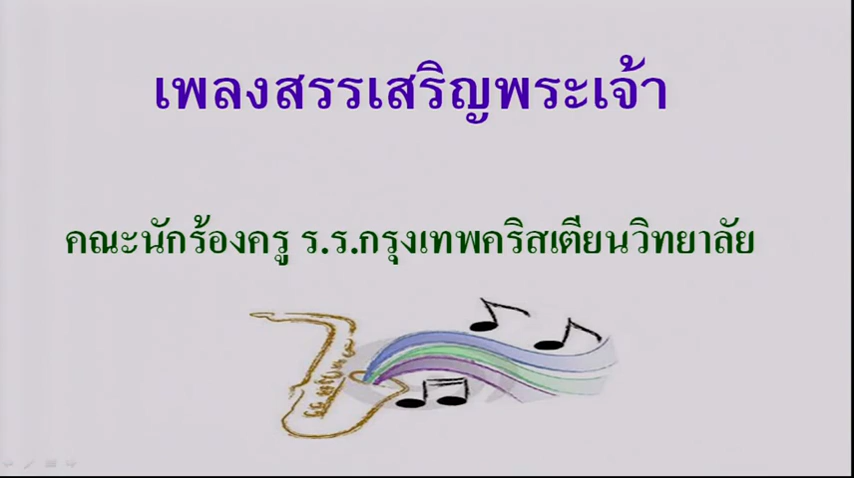 เพลงสรรเสริญพระเจ้า
คณะนักร้องครู ร.ร.กรุงเทพคริสเตียนวิทยาลัย